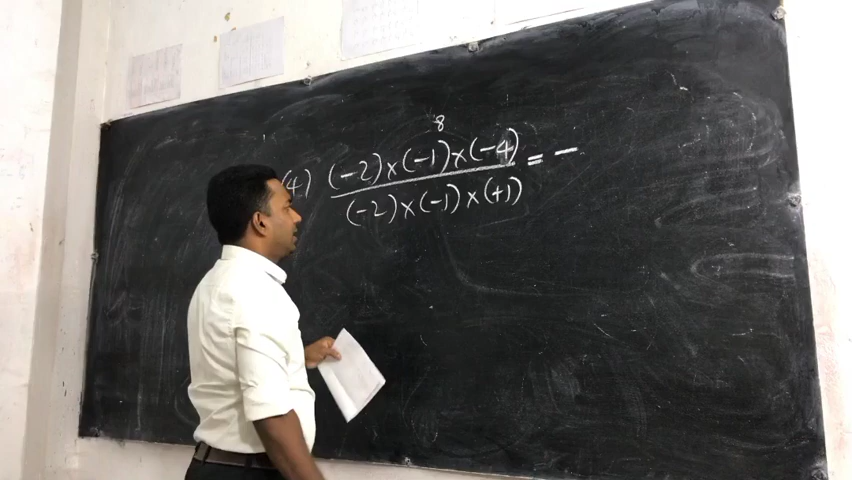 8
(4) (-2)×(-1)×(-4) = -
(-2)×(-1)×(+1)